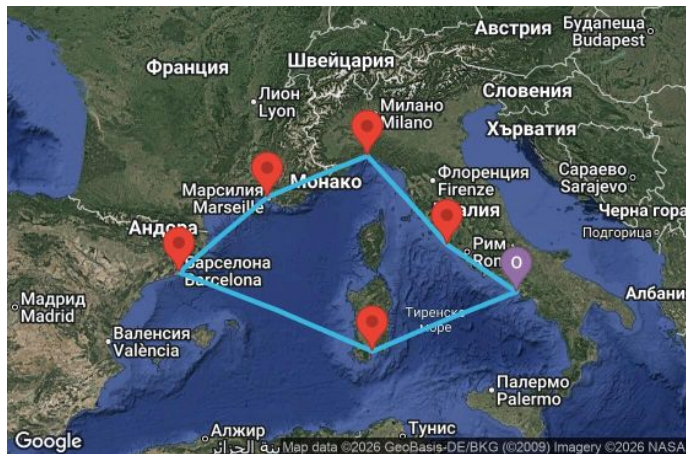 Австрия
Будапеща
Budapest
Швейцария
Франция
Лион
Lyon
Словения
Милано
Milano
Хърватия
Флоренция
Firenze
Сараево
Sarajevo
Марсилия
Marseille
Монако
Черна гора
Подгорица
Андора
Рим
Барселона
Barcelona
O
Мадрид
Madrid
Тиренско
море
Албани
Валенсия
València
Палермо
Palermo
Алжир
Тунис
Google
Map data ©2026 GeoBasis-DE/BKG (©2009) Imagery ©2026 NASA